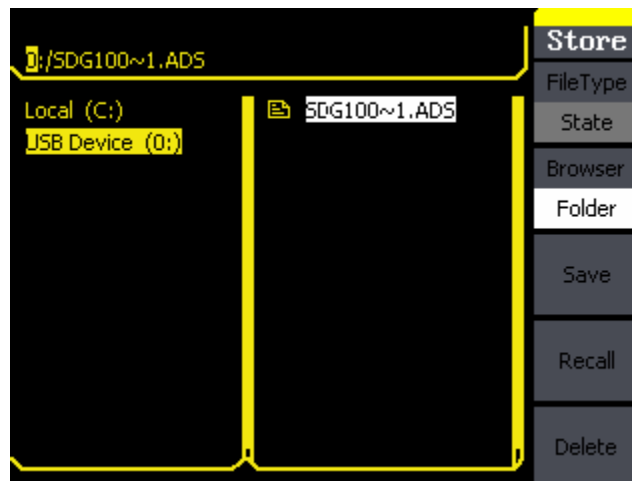 0:/SDG100~1.ADS
Local (C:)
USB Device (0:)
SDG100~1.ADS
Store
FileType
State
Browser
Folder
Save
Recall
Delete